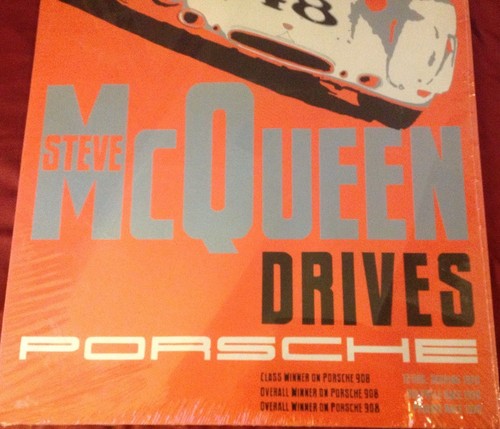 48
STEVE
McQUEEN
DRIVES
PORSCHE
CLASS WINNER ON PORSCHE 908
OVERALL WINNER ON PORSCHE 908
OVERALL WINNER ON PORSCHE 908